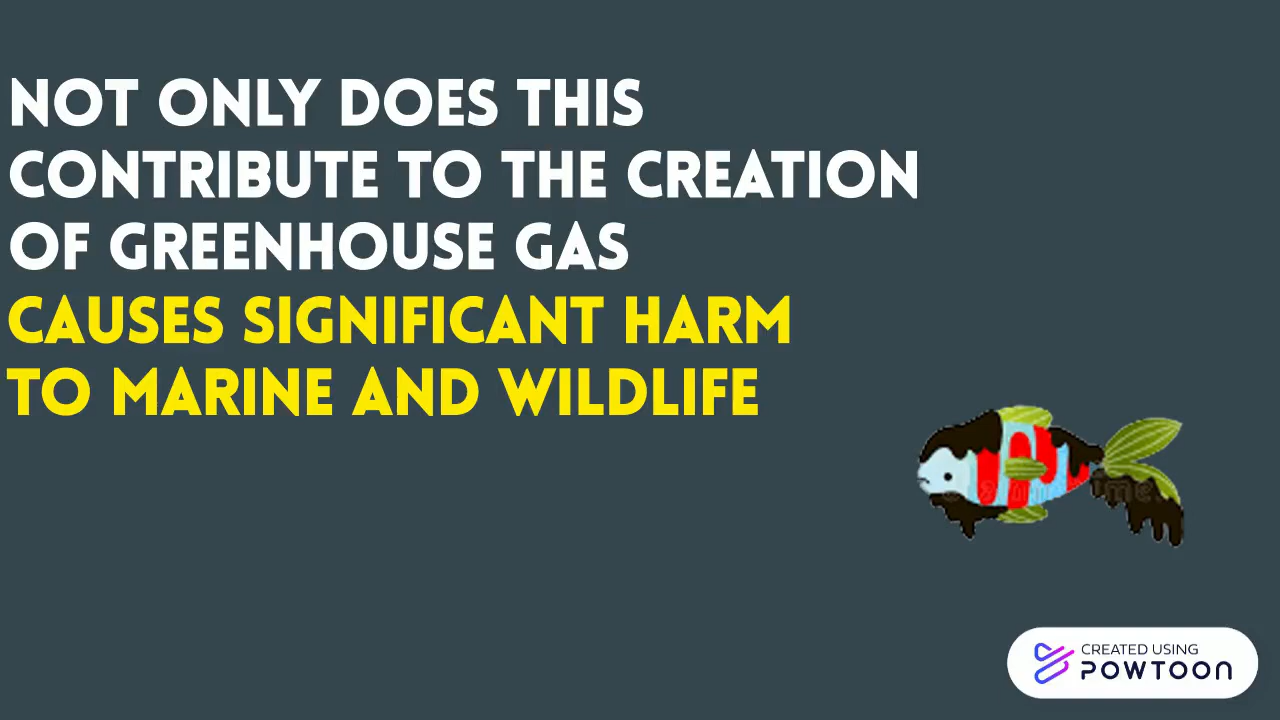 NOT ONLY DOES THIS
CONTRIBUTE TO THE CREATION
OF GREENHOUSE GAS
CAUSES SIGNIFICANT HARM
TO MARINE AND WILDLIFE
CREATED USING
POWTOON